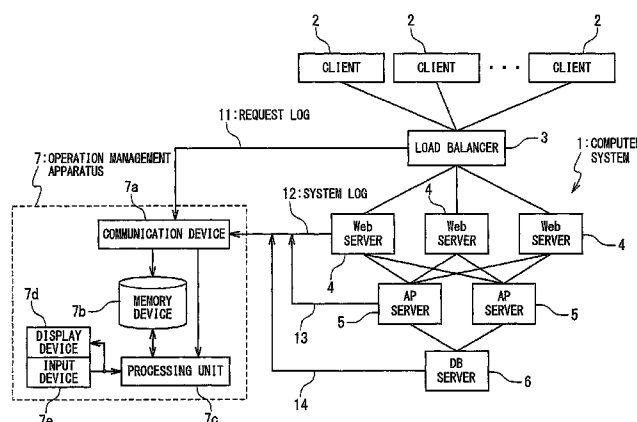 2 2 2
CLIENT CLIENT ··· CLIENT
11:REQUEST LOG
LOAD BALANCER 3
7:OPERATION MANAGEMENT
APPARATUS
1:COMPUTER
SYSTEM
7a
12:SYSTEM LOG
4
COMMUNICATION DEVICE
Web
SERVER
Web
SERVER
Web
SERVER
4
4
7b
MEMORY
DEVICE
7d
13
5
AP
SERVER
AP
SERVER
5
DISPLAY
DEVICE
INPUT
DEVICE
PROCESSING UNIT
DB
SERVER
14
6
7e
7c